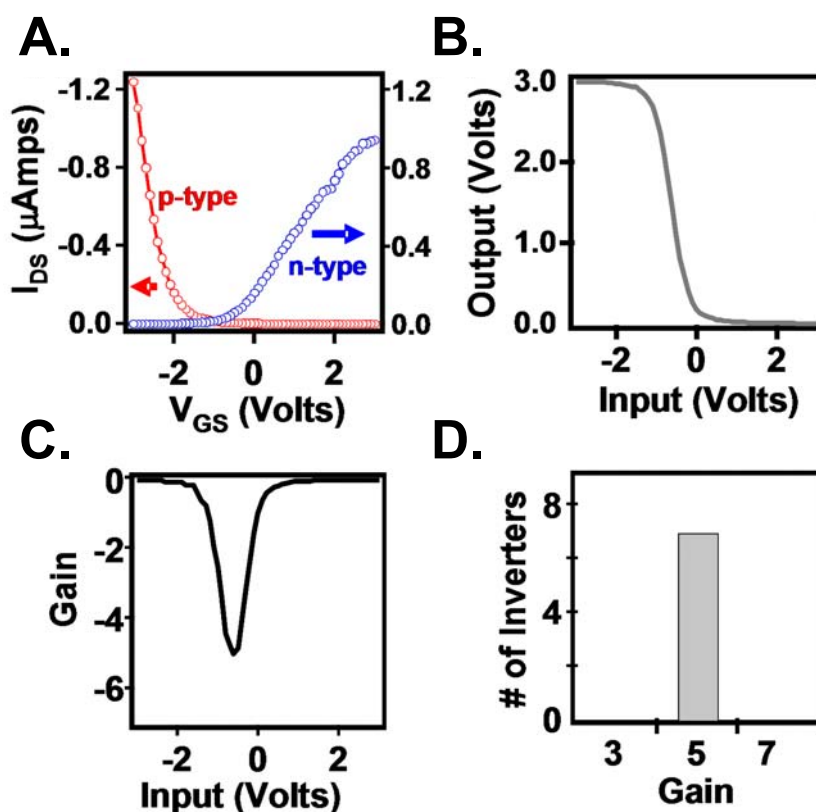 A.
I_DS (μAmps)
-1.2
-0.8
-0.4
0.0
p-type
n-type
1.2
0.8
0.4
0.0
-2 0 2
V_GS (Volts)
B.
Output (Volts)
3.0
2.0
1.0
0.0
-2 0 2
Input (Volts)
C.
Gain
0
-2
-4
-6
-2 0 2
Input (Volts)
D.
# of Inverters
8
4
0
3 5 7
Gain